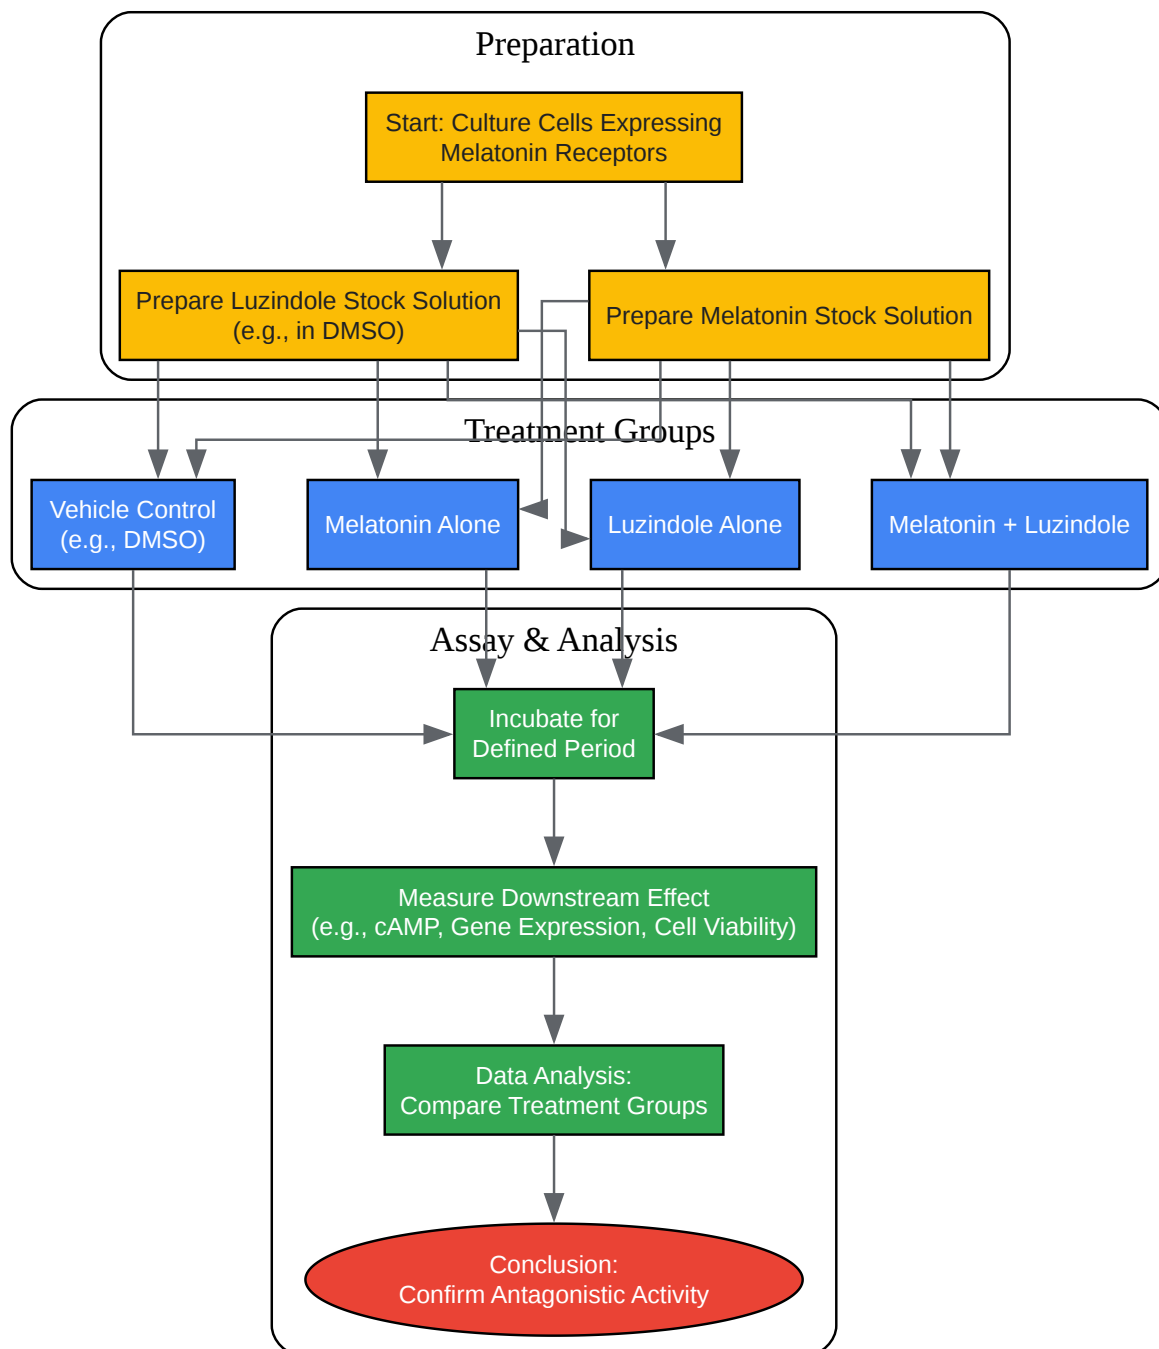 Preparation
Start: Culture Cells Expressing
Melatonin Receptors
Prepare Luzindole Stock Solution
(e.g., in DMSO)
Prepare Melatonin Stock Solution
Treatment Groups
Vehicle Control
(e.g., DMSO)
Melatonin Alone
Luzindole Alone
Melatonin + Luzindole
Assay & Analysis
Incubate for
Defined Period
Measure Downstream Effect
(e.g., cAMP, Gene Expression, Cell Viability)
Data Analysis:
Compare Treatment Groups
Conclusion:
Confirm Antagonistic Activity